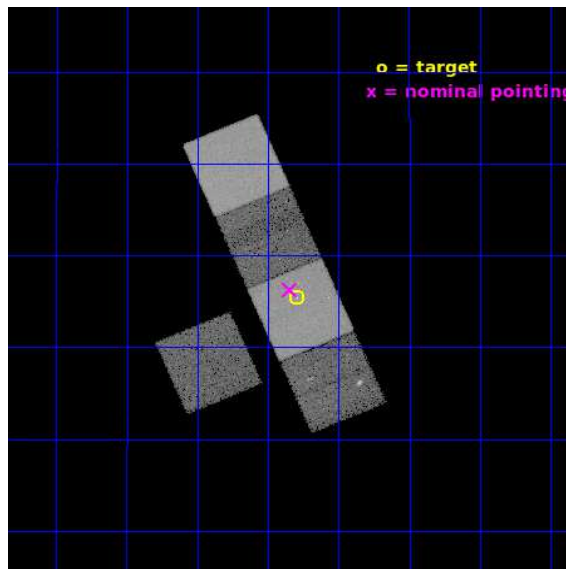 o = target
x = nominal pointing